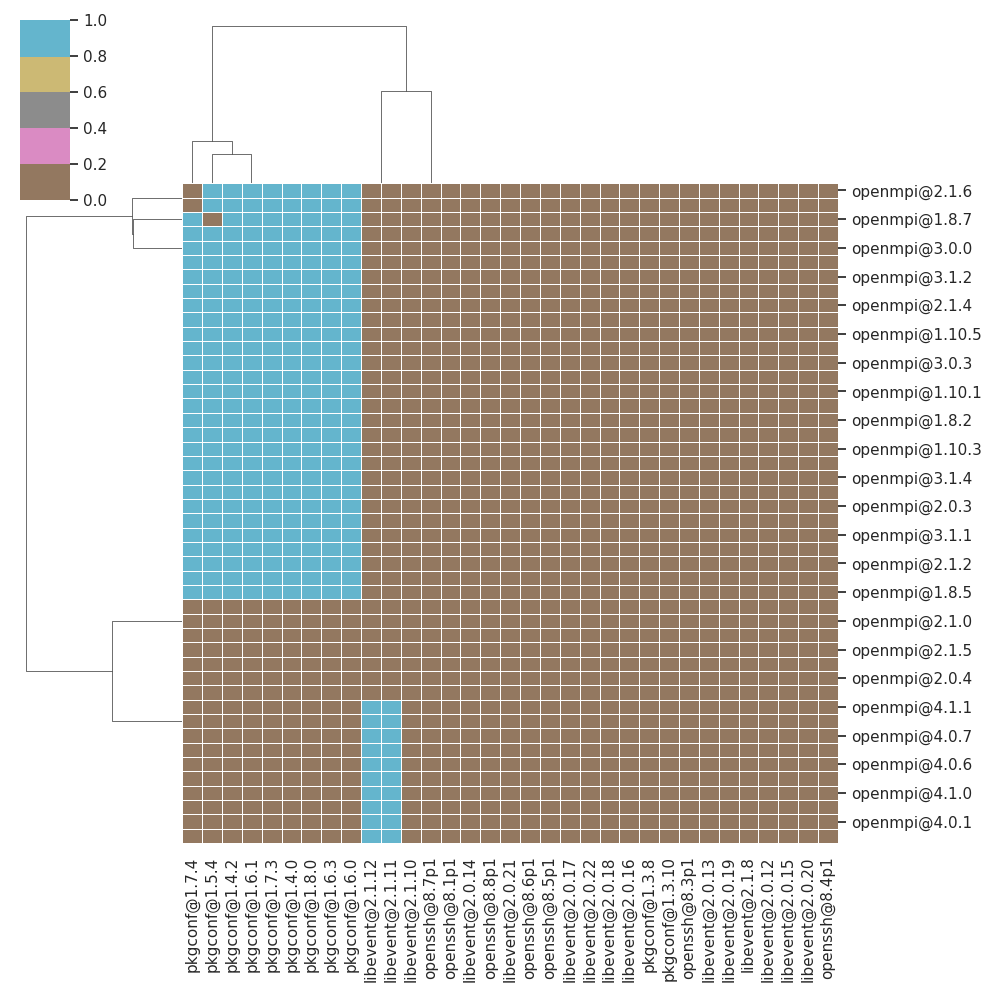 1.0
0.8
0.6
0.4
0.2
0.0
openmpi@2.1.6
openmpi@1.8.7
openmpi@3.0.0
openmpi@3.1.2
openmpi@2.1.4
openmpi@1.10.5
openmpi@3.0.3
openmpi@1.10.1
openmpi@1.8.2
openmpi@1.10.3
openmpi@3.1.4
openmpi@2.0.3
openmpi@3.1.1
openmpi@2.1.2
openmpi@1.8.5
openmpi@2.1.0
openmpi@2.1.5
openmpi@2.0.4
openmpi@4.1.1
openmpi@4.0.7
openmpi@4.0.6
openmpi@4.1.0
openmpi@4.0.1
pkgconf@1.7.4
pkgconf@1.5.4
pkgconf@1.4.2
pkgconf@1.6.1
pkgconf@1.7.3
pkgconf@1.4.0
pkgconf@1.8.0
pkgconf@1.6.3
pkgconf@1.6.0
libevent@2.1.12
libevent@2.1.11
libevent@2.1.10
openssh@8.7p1
openssh@8.1p1
libevent@2.0.14
openssh@8.8p1
libevent@2.0.21
openssh@8.6p1
openssh@8.5p1
libevent@2.0.17
libevent@2.0.22
libevent@2.0.18
libevent@2.0.16
pkgconf@1.3.8
pkgconf@1.3.10
openssh@8.3p1
libevent@2.0.13
libevent@2.0.19
libevent@2.1.8
libevent@2.0.12
libevent@2.0.15
libevent@2.0.20
openssh@8.4p1